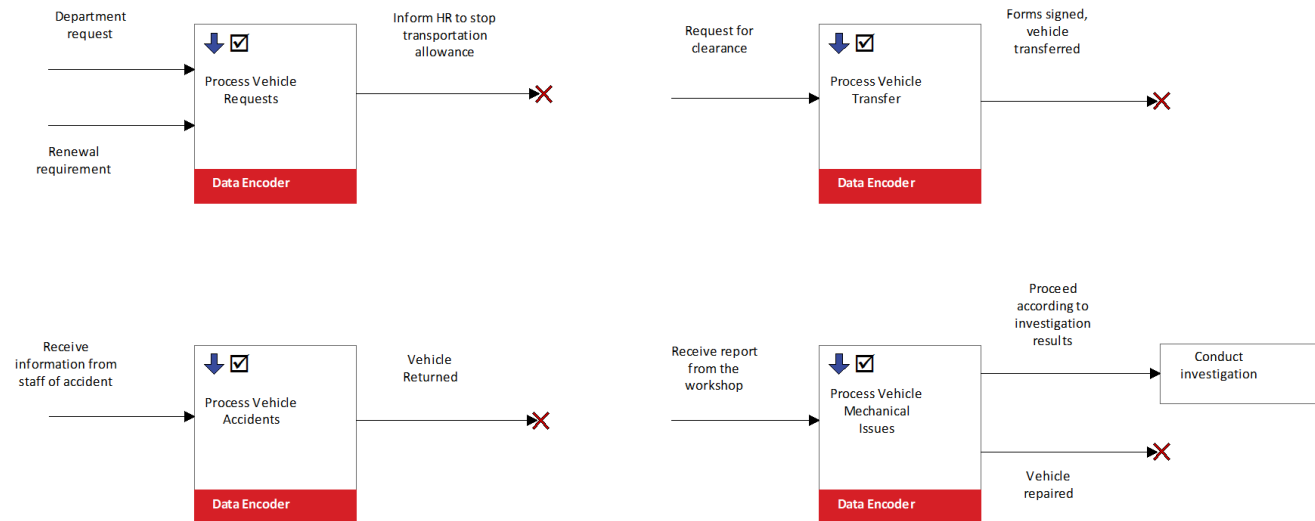 Department
request
Renewal
requirement
Process Vehicle
Requests
Data Encoder
Inform HR to stop
transportation
allowance
Request for
clearance
Process Vehicle
Transfer
Data Encoder
Forms signed,
vehicle
transferred
Receive
information from
staff of accident
Process Vehicle
Accidents
Data Encoder
Vehicle
Returned
Receive report
from the
workshop
Process Vehicle
Mechanical
Issues
Data Encoder
Proceed
according to
investigation
results
Conduct
investigation
Vehicle
repaired